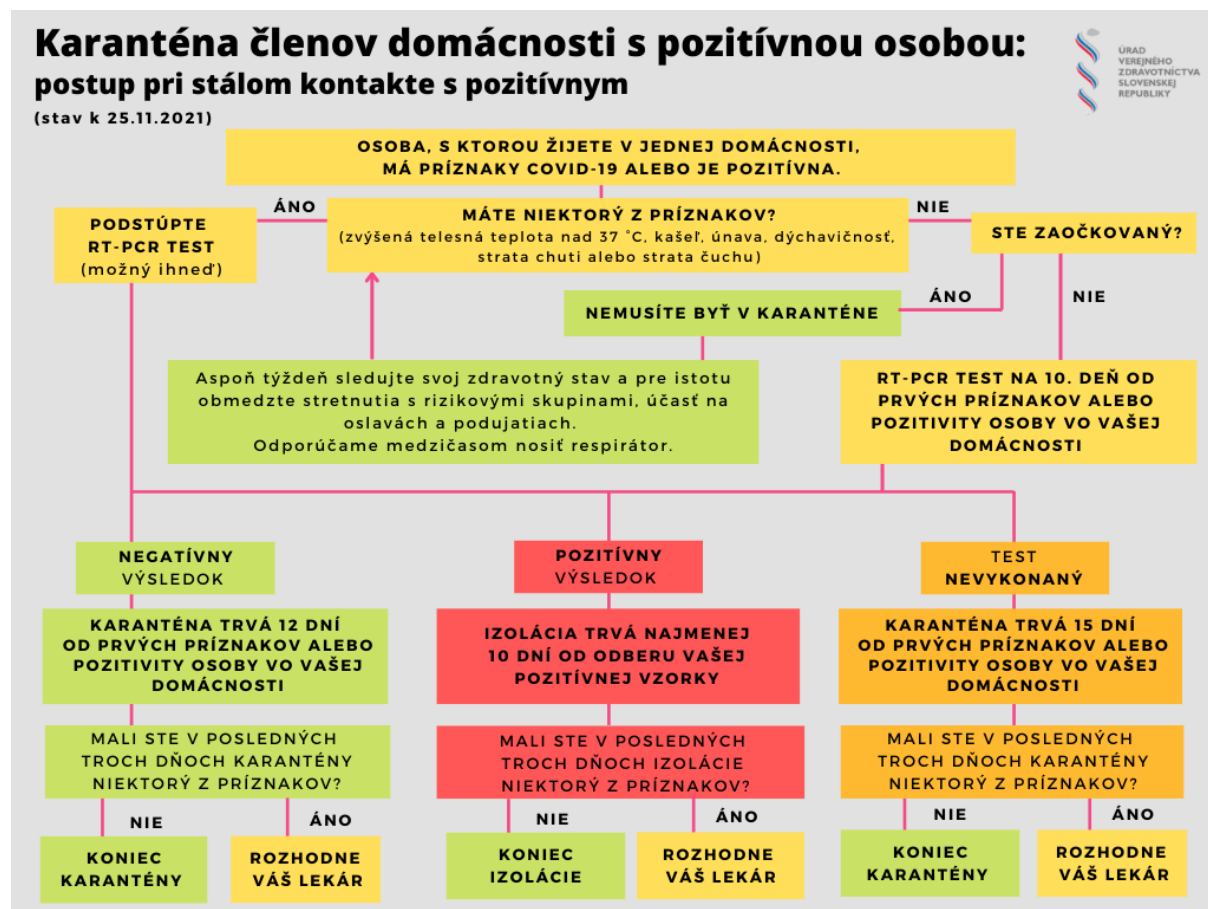 Karanténa členov domácnosti s pozitívnou osobou:
postup pri stálom kontakte s pozitívnym
(stav k 25.11.2021)
ÚRAD
VEREJNÉHO
ZDRAVOTNÍCTVA
SLOVENSKEJ
REPUBLIKY
OSOBA, S KTOROU ŽIJETE V JEDNEJ DOMÁCNOSTI,
MÁ PRÍZNAKY COVID-19 ALEBO JE POZITÍVNA.
ÁNO
NIE
PODSTÚPTE
RT-PCR TEST
(možný ihneď)
MÁTE NIEKTORÝ Z PRÍZNAKOV?
(zvýšená telesná teplota nad 37 °C, kašeľ, únava, dýchavičnosť,
strata chuti alebo strata čuchu)
STE ZAOČKOVANÝ?
ÁNO
NIE
NEMUSÍTE BYŤ V KARANTÉNE
Aspoň týždeň sledujte svoj zdravotný stav a pre istotu
obmedzte stretnutia s rizikovými skupinami, účasť na
oslavách a podujatiach.
Odporúčame medzičasom nosiť respirátor.
RT-PCR TEST NA 10. DEŇ OD
PRVÝCH PRÍZNAKOV ALEBO
POZITIVITY OSOBY VO VAŠEJ
DOMÁCNOSTI
NEGATÍVNY
VÝSLEDOK
KARANTÉNA TRVÁ 12 DNÍ
OD PRVÝCH PRÍZNAKOV ALEBO
POZITIVITY OSOBY VO VAŠEJ
DOMÁCNOSTI
MALI STE V POSLEDNÝCH
TROCH DŇOCH KARANTÉNY
NIEKTORÝ Z PRÍZNAKOV?
NIE
ÁNO
KONIEC
KARANTÉNY
ROZHODNE
VÁŠ LEKÁR
POZITÍVNY
VÝSLEDOK
IZOLÁCIA TRVÁ NAJMENEJ
10 DNÍ OD ODBERU VAŠEJ
POZITÍVNEJ VZORKY
MALI STE V POSLEDNÝCH
TROCH DŇOCH IZOLÁCIE
NIEKTORÝ Z PRÍZNAKOV?
NIE
ÁNO
KONIEC
IZOLÁCIE
ROZHODNE
VÁŠ LEKÁR
TEST
NEVYKONANÝ
KARANTÉNA TRVÁ 15 DNÍ
OD PRVÝCH PRÍZNAKOV ALEBO
POZITIVITY OSOBY VO VAŠEJ
DOMÁCNOSTI
MALI STE V POSLEDNÝCH
TROCH DŇOCH KARANTÉNY
NIEKTORÝ Z PRÍZNAKOV?
NIE
ÁNO
KONIEC
KARANTÉNY
ROZHODNE
VÁŠ LEKÁR